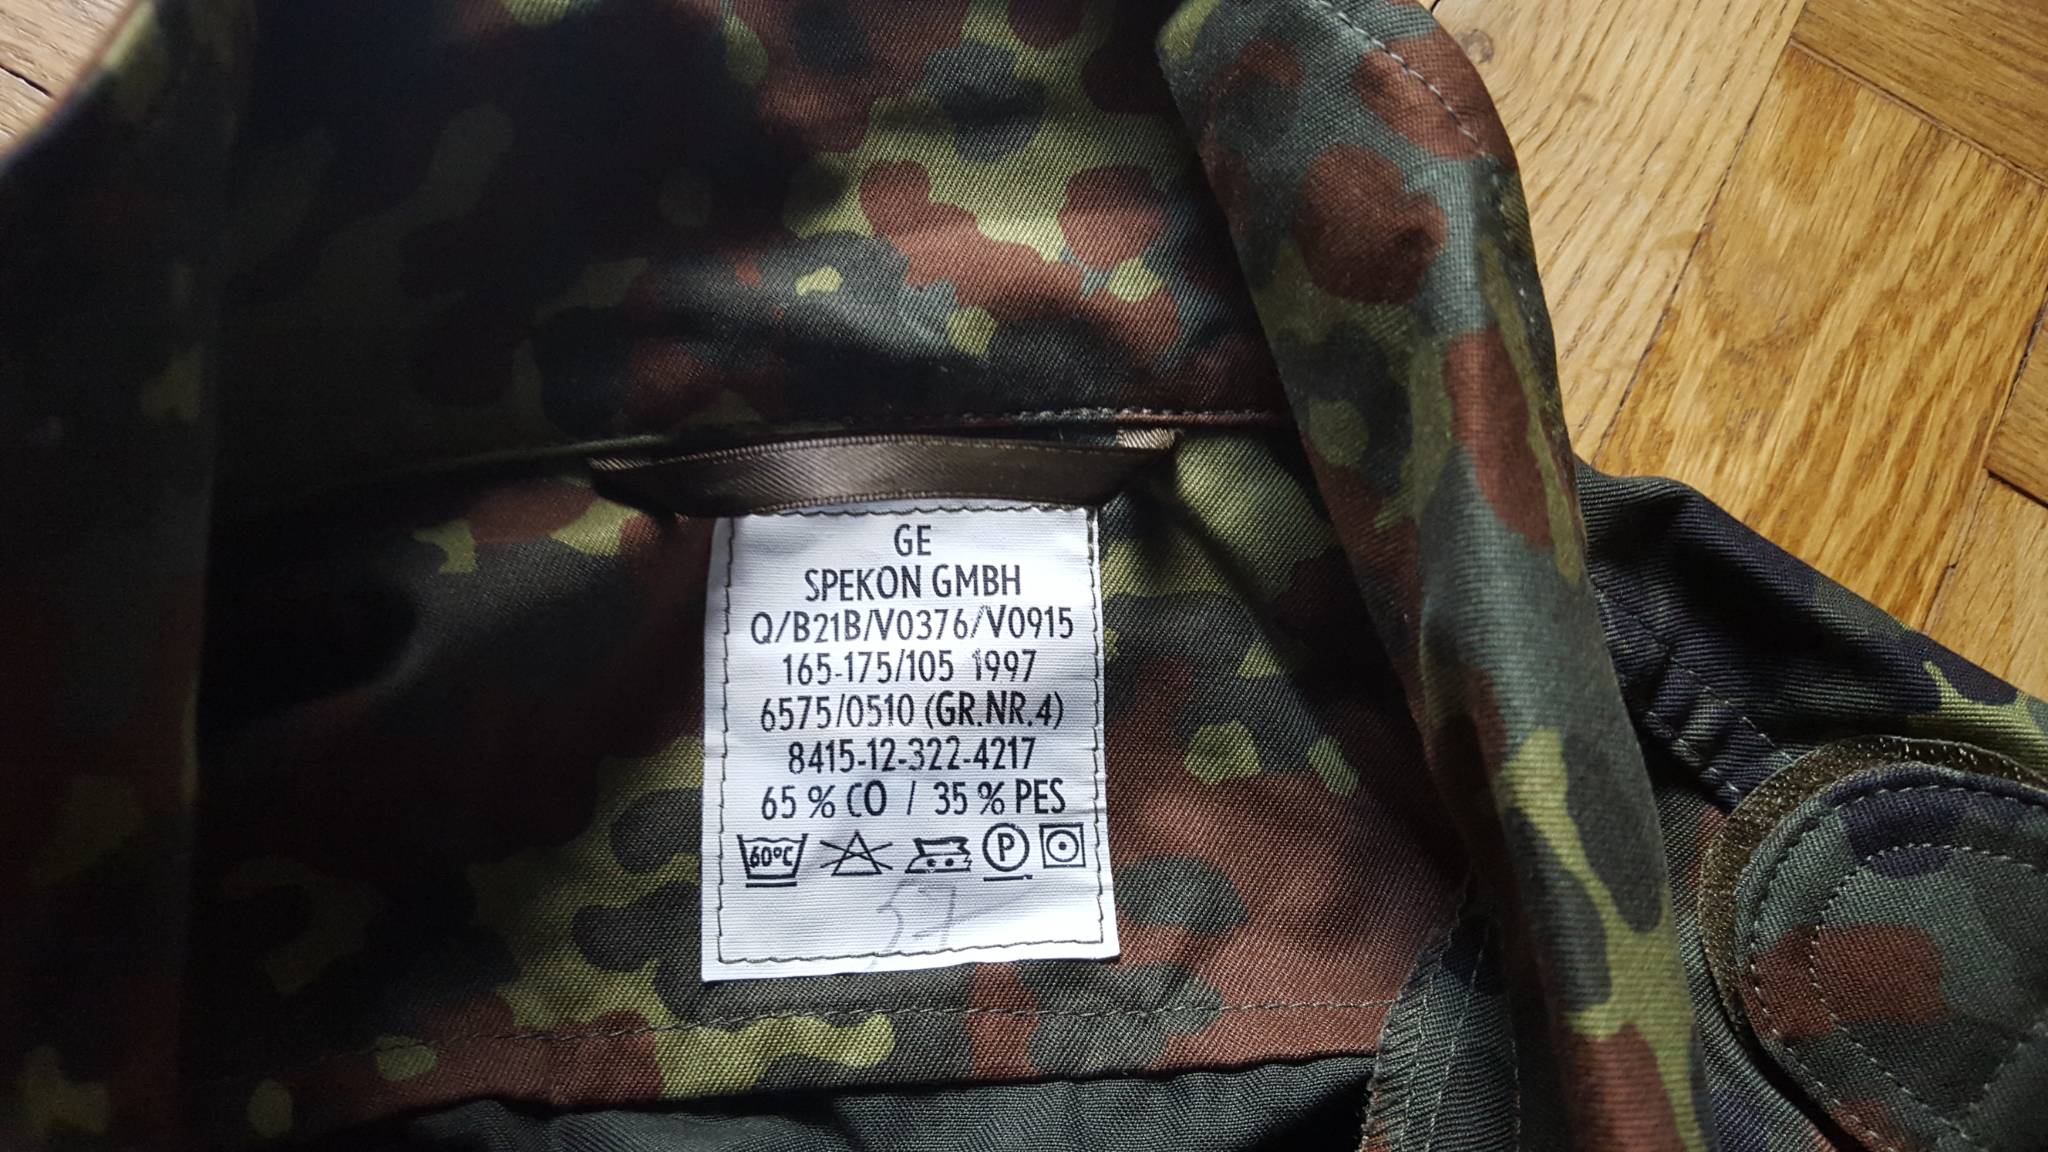 GE
SPEKON GMBH
Q/B21B/V0376/V0915
165-175/105 1997
6575/0510 (GR.NR.4)
8415-12-322-4217
65 % CO / 35 % PES
60°C P
57